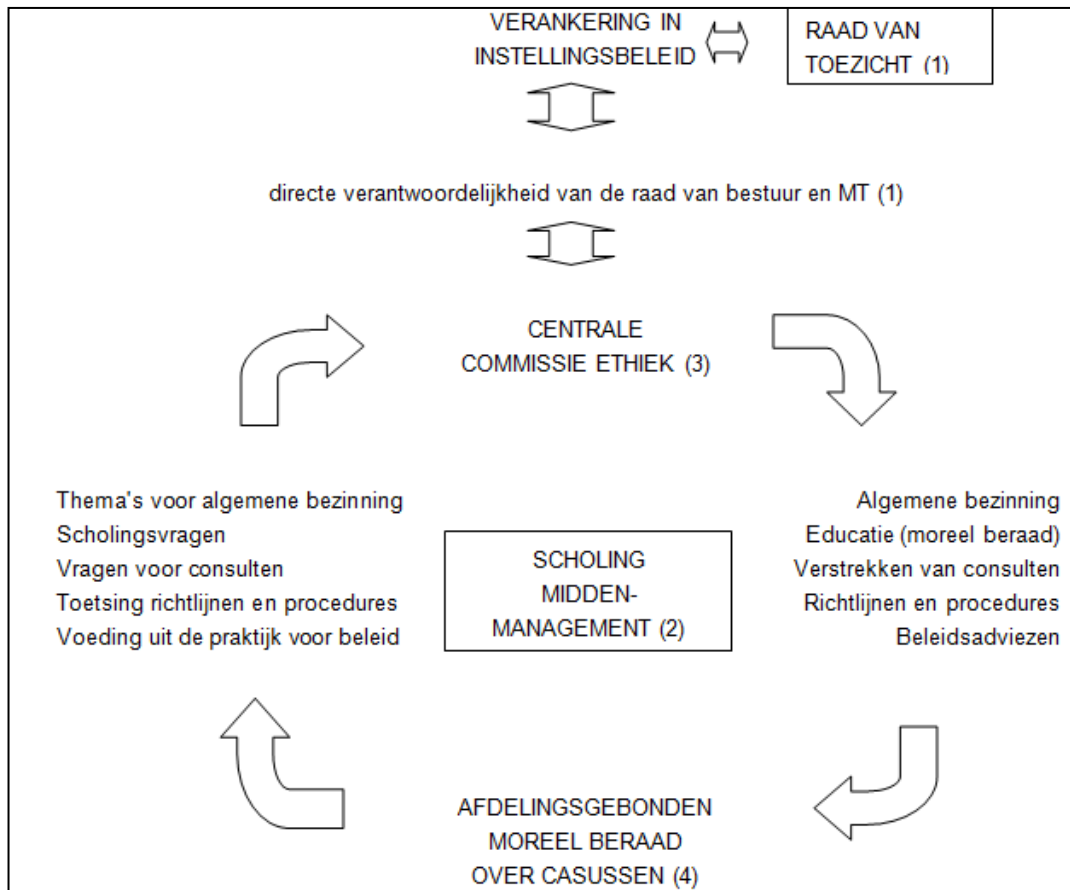 VERANKERING IN
INSTELLINGSBELEID
RAAD VAN
TOEZICHT (1)
directe verantwoordelijkheid van de raad van bestuur en MT (1)
CENTRALE
COMMISSIE ETHIEK (3)
Thema's voor algemene bezinning
Scholingsvragen
Vragen voor consulten
Toetsing richtlijnen en procedures
Voeding uit de praktijk voor beleid
SCHOLING
MIDDEN-
MANAGEMENT (2)
Algemene bezinning
Educatie (moreel beraad)
Verstrekken van consulten
Richtlijnen en procedures
Beleidsadviezen
AFDELINGSGEBONDEN
MOREEL BERAAD
OVER CASUSSEN (4)